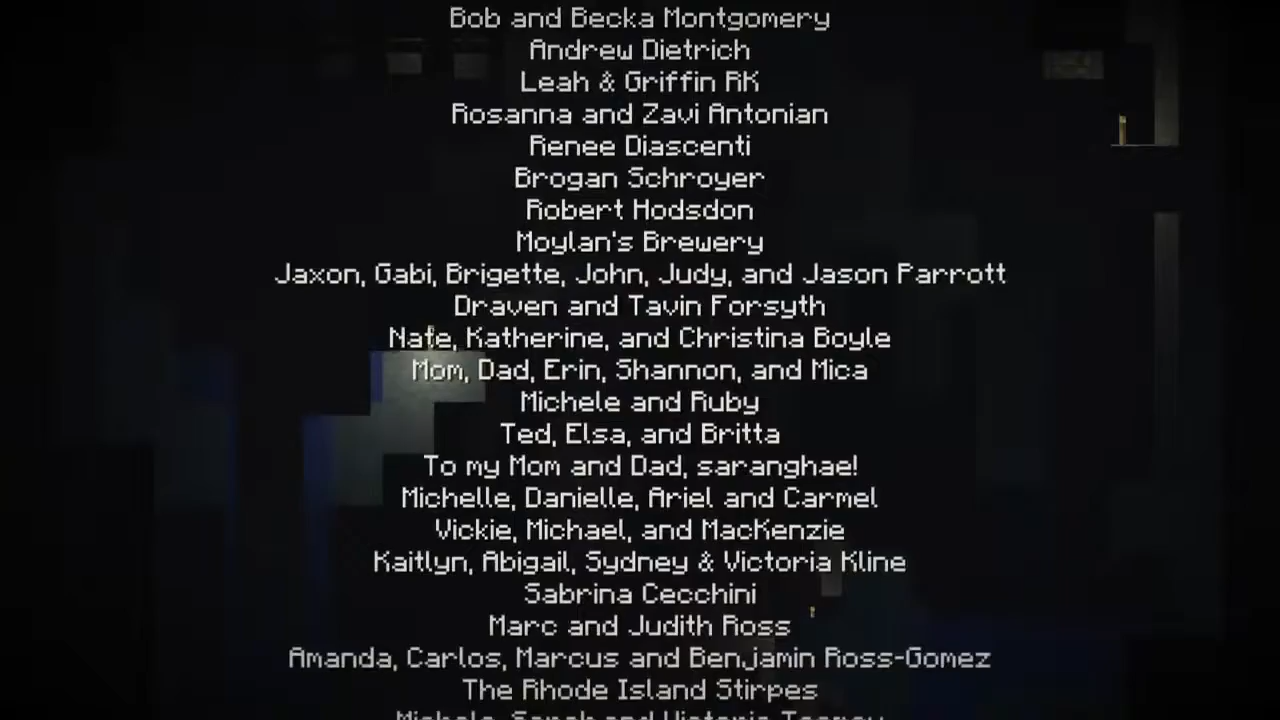 Bob and Becka Montgomery
Andrew Dietrich
Leah & Griffin RK
Rosanna and Zavi Antonian
Renee Diascenti
Brogan Schroyer
Robert Hodsdon
Moylan's Brewery
Jaxon, Gabi, Brigette, John, Judy, and Jason Parrott
Draven and Tavin Forsyth
Nate, Katherine, and Christina Boyle
Mom, Dad, Erin, Shannon, and Mica
Michele and Ruby
Ted, Elsa, and Britta
To my Mom and Dad, saranghae!
Michelle, Danielle, Ariel and Carmel
Vickie, Michael, and MacKenzie
Kaitlyn, Abigail, Sydney & Victoria Kline
Sabrina Cecchini
Marc and Judith Ross
Amanda, Carlos, Marcus and Benjamin Ross-Gomez
The Rhode Island Stirpes